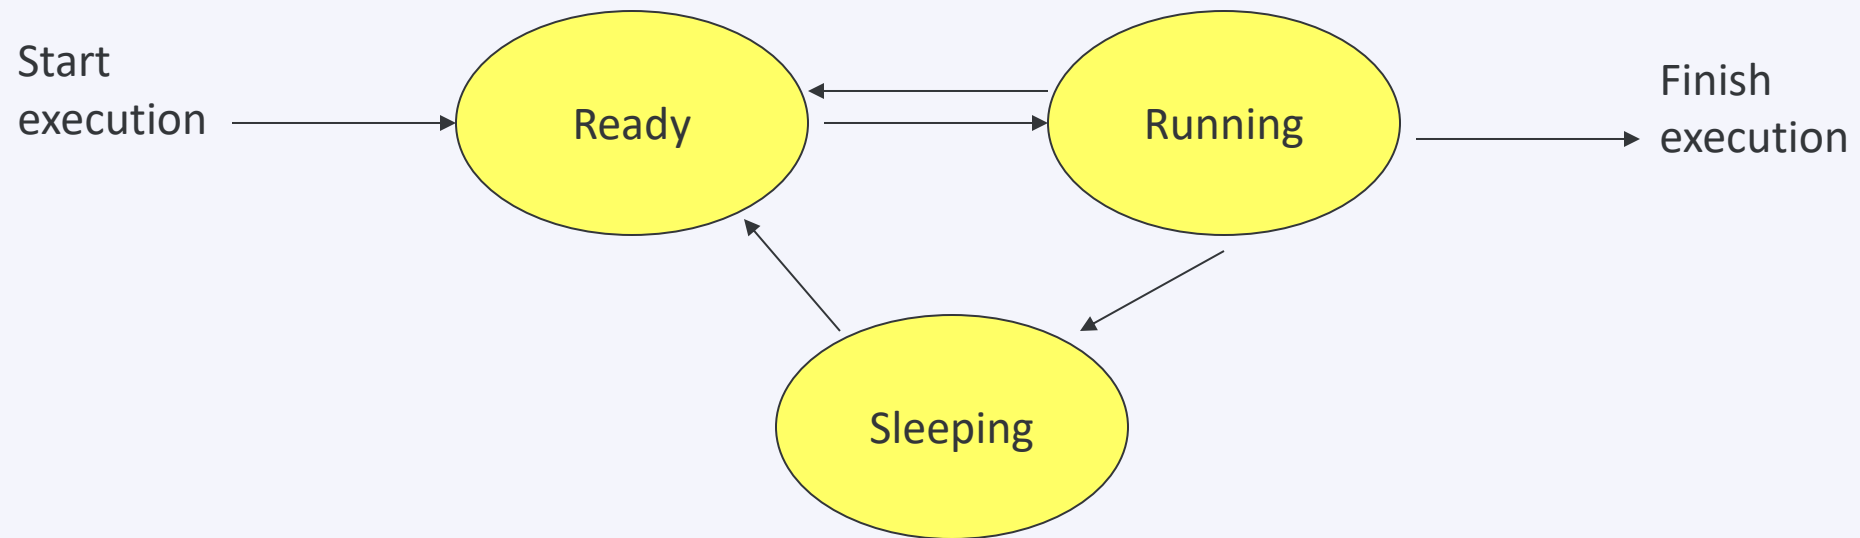 Start
execution
Ready
Running
Finish
execution
Sleeping